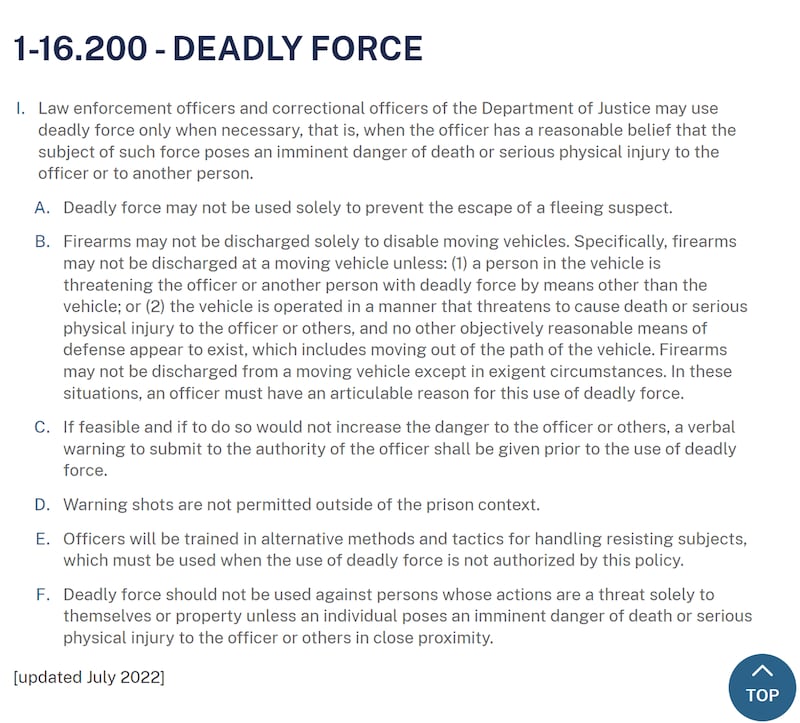 1-16.200 - DEADLY FORCE
I. Law enforcement officers and correctional officers of the Department of Justice may use
deadly force only when necessary, that is, when the officer has a reasonable belief that the
subject of such force poses an imminent danger of death or serious physical injury to the
officer or to another person.
A. Deadly force may not be used solely to prevent the escape of a fleeing suspect.
B. Firearms may not be discharged solely to disable moving vehicles. Specifically, firearms
may not be discharged at a moving vehicle unless: (1) a person in the vehicle is
threatening the officer or another person with deadly force by means other than the
vehicle; or (2) the vehicle is operated in a manner that threatens to cause death or serious
physical injury to the officer or others, and no other objectively reasonable means of
defense appear to exist, which includes moving out of the path of the vehicle. Firearms
may not be discharged from a moving vehicle except in exigent circumstances. In these
situations, an officer must have an articulable reason for this use of deadly force.
C. If feasible and if to do so would not increase the danger to the officer or others, a verbal
warning to submit to the authority of the officer shall be given prior to the use of deadly
force.
D. Warning shots are not permitted outside of the prison context.
E. Officers will be trained in alternative methods and tactics for handling resisting subjects,
which must be used when the use of deadly force is not authorized by this policy.
F. Deadly force should not be used against persons whose actions are a threat solely to
themselves or property unless an individual poses an imminent danger of death or serious
physical injury to the officer or others in close proximity.
[updated July 2022]
TOP